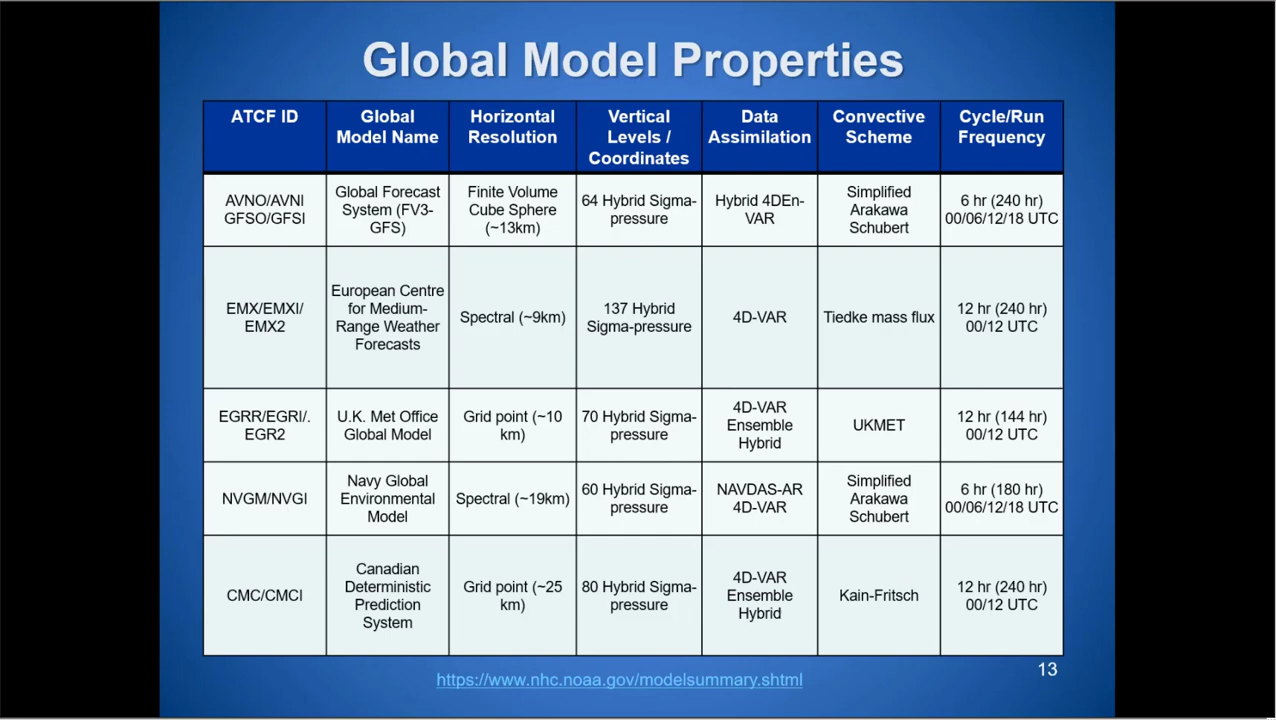 Global Model Properties
ATCF ID
Global
Model Name
Horizontal
Resolution
Vertical
Levels /
Coordinates
Data
Assimilation
Convective
Scheme
Cycle/Run
Frequency
AVNO/AVNI
GFSO/GFSI
Global Forecast
System (FV3-
GFS)
Finite Volume
Cube Sphere
(~13km)
64 Hybrid Sigma-
pressure
Hybrid 4DEn-
VAR
Simplified
Arakawa
Schubert
6 hr (240 hr)
00/06/12/18 UTC
EMX/EMXI/
EMX2
European Centre
for Medium-
Range Weather
Forecasts
Spectral (~9km)
137 Hybrid
Sigma-pressure
4D-VAR
Tiedke mass flux
12 hr (240 hr)
00/12 UTC
EGRR/EGRI/.
EGR2
U.K. Met Office
Global Model
Grid point (~10
km)
70 Hybrid Sigma-
pressure
4D-VAR
Ensemble
Hybrid
UKMET
12 hr (144 hr)
00/12 UTC
NVGM/NVGI
Navy Global
Environmental
Model
Spectral (~19km)
60 Hybrid Sigma-
pressure
NAVDAS-AR
4D-VAR
Simplified
Arakawa
Schubert
6 hr (180 hr)
00/06/12/18 UTC
CMC/CMCI
Canadian
Deterministic
Prediction
System
Grid point (~25
km)
80 Hybrid Sigma-
pressure
4D-VAR
Ensemble
Hybrid
Kain-Fritsch
12 hr (240 hr)
00/12 UTC
https://www.nhc.noaa.gov/modelsummary.shtml
13